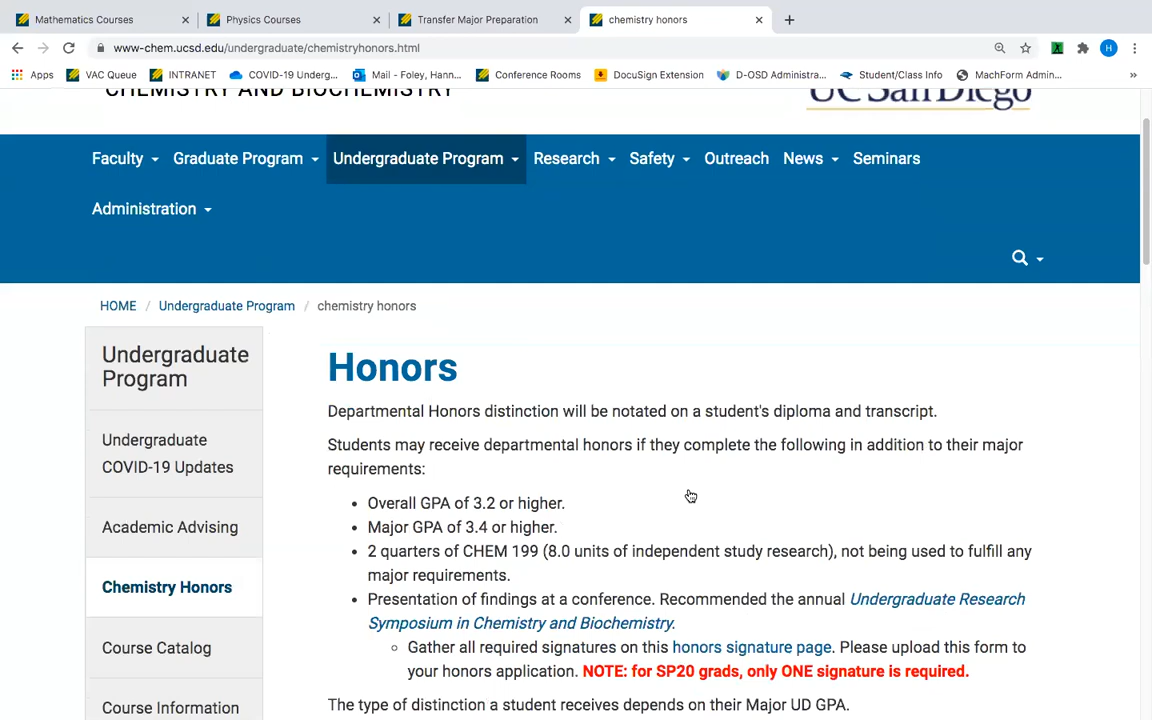 Mathematics Courses
Physics Courses
Transfer Major Preparation
chemistry honors
www-chem.ucsd.edu/undergraduate/chemistryhonors.html
H
Apps
VAC Queue
INTRANET
COVID-19 Underg...
Mail - Foley, Hann...
Conference Rooms
DocuSign Extension
D-OSD Administra...
Student/Class Info
MachForm Admin...
»
CHEMISTRY AND BIOCHEMISTRY
UC San Diego
Faculty Graduate Program Undergraduate Program Research Safety Outreach News Seminars
Administration
HOME / Undergraduate Program / chemistry honors
Undergraduate
Program
Undergraduate
COVID-19 Updates
Academic Advising
Chemistry Honors
Course Catalog
Course Information
Honors
Departmental Honors distinction will be notated on a student's diploma and transcript.
Students may receive departmental honors if they complete the following in addition to their major
requirements:
• Overall GPA of 3.2 or higher.
• Major GPA of 3.4 or higher.
• 2 quarters of CHEM 199 (8.0 units of independent study research), not being used to fulfill any
major requirements.
• Presentation of findings at a conference. Recommended the annual Undergraduate Research
Symposium in Chemistry and Biochemistry.
◦ Gather all required signatures on this honors signature page. Please upload this form to
your honors application. NOTE: for SP20 grads, only ONE signature is required.
The type of distinction a student receives depends on their Major UD GPA.